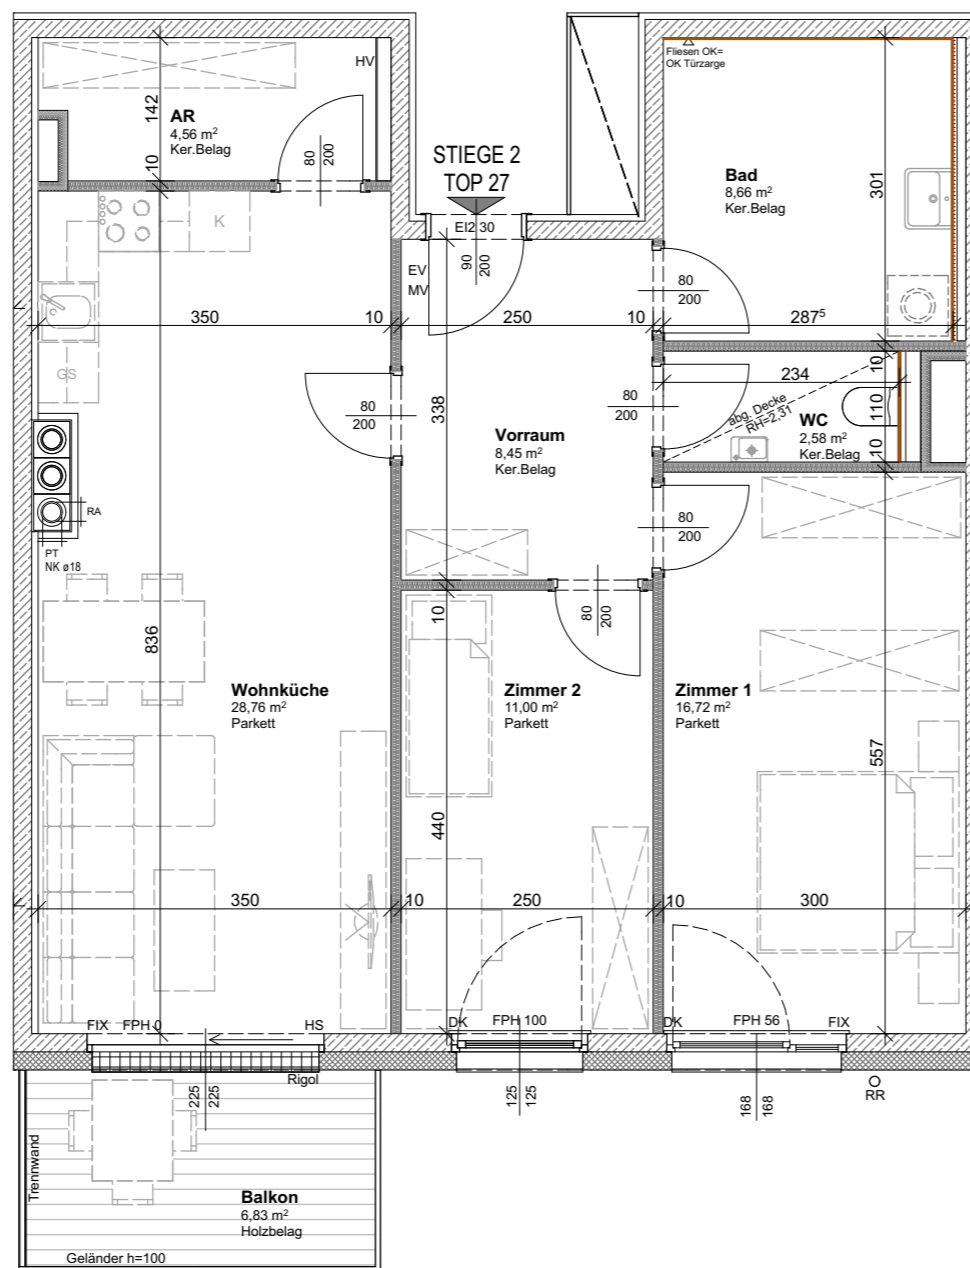 HV
Fliesen OK=
OK Türzarge
AR
4,56 m²
Ker.Belag
142
10
80
200
STIEGE 2
TOP 27
EI2 30
90
200
EV
MV
Bad
8,66 m²
Ker.Belag
301
K
GS
350
10
250
10
287⁵
80
200
80
200
338
80
200
234
10
110
10
abg. Decke
RH=2,31
WC
2,58 m²
Ker.Belag
Vorraum
8,45 m²
Ker.Belag
RA
PT
NK ø18
80
200
80
200
10
836
Wohnküche
28,76 m²
Parkett
Zimmer 2
11,00 m²
Parkett
Zimmer 1
16,72 m²
Parkett
557
440
350
10
250
10
300
FIX
FPH 0
HS
DK
FPH 100
DK
FPH 56
FIX
Rigol
225
225
125
125
168
168
RR
Trennwand
Balkon
6,83 m²
Holzbelag
Geländer h=100